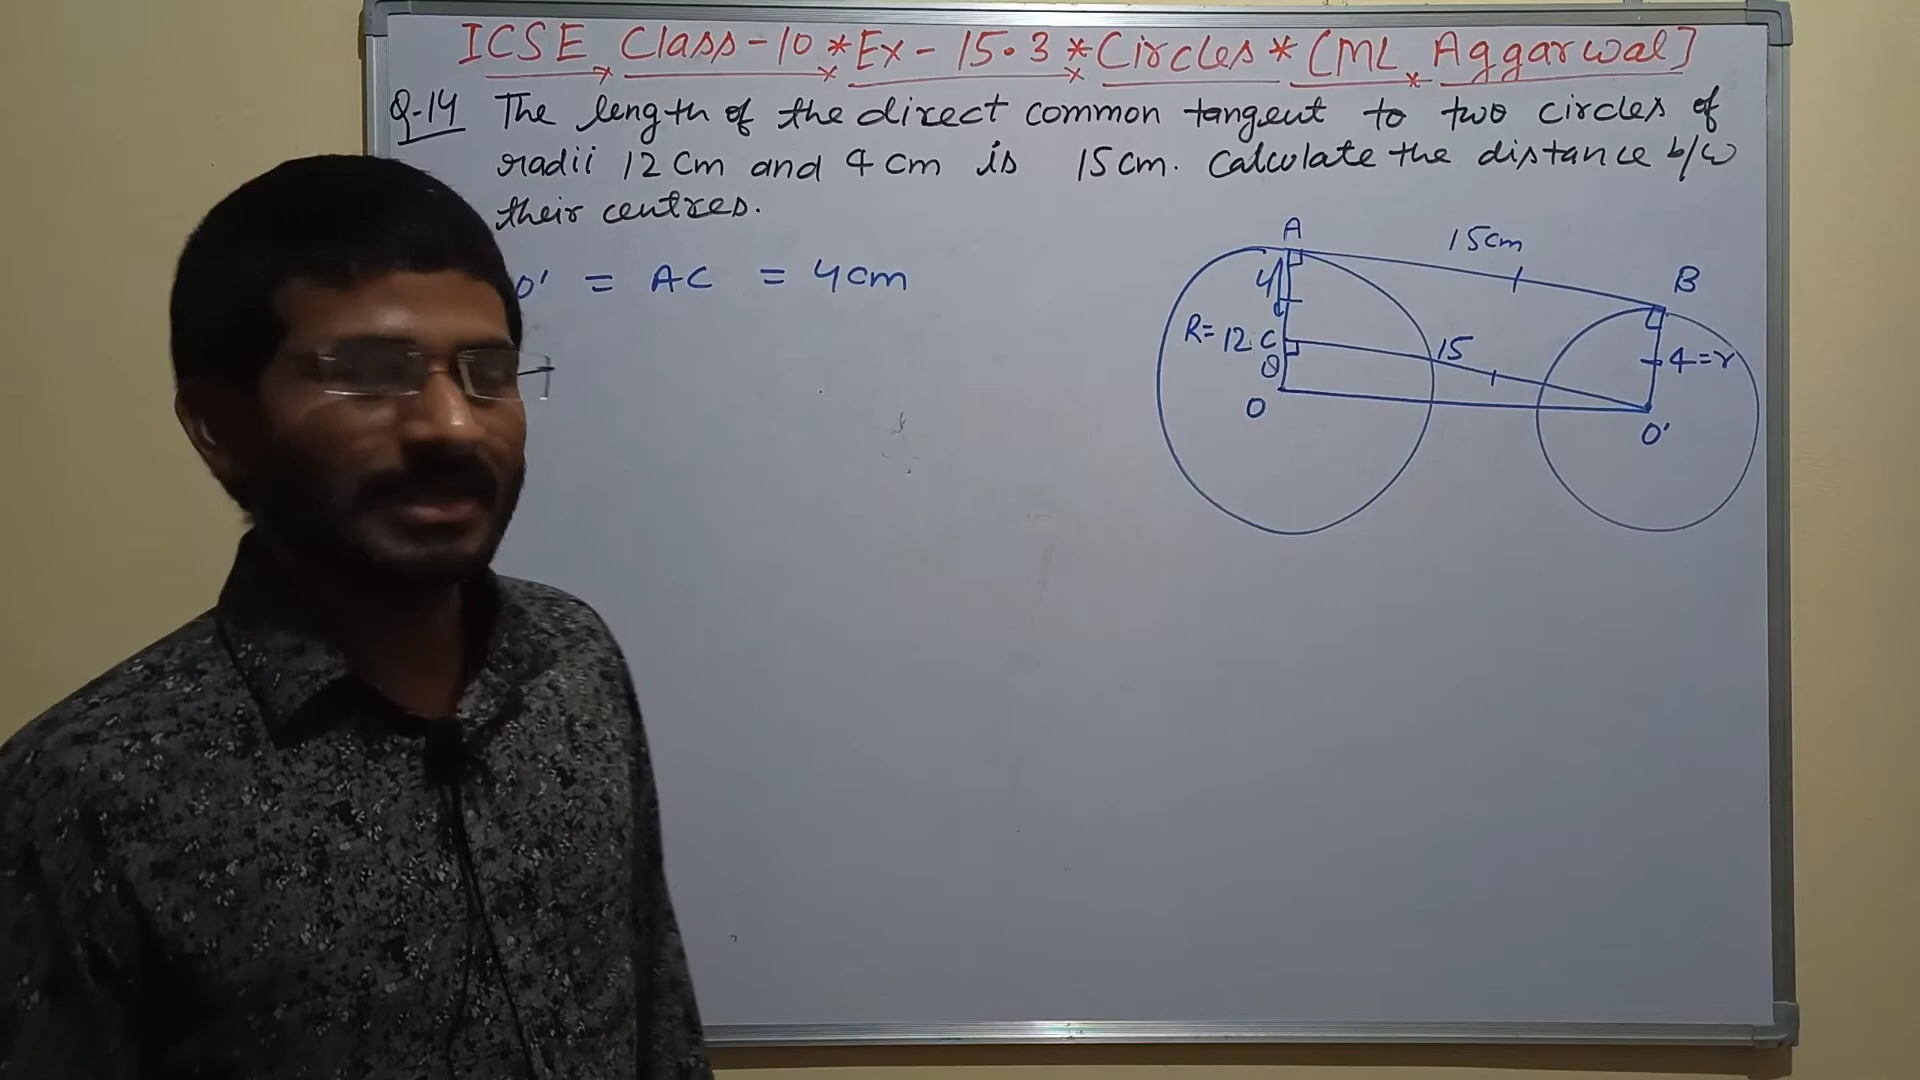 ICSE Class-10 * Ex-15.3 * Circles * [ML Aggarwal]
Q-14 The length of the direct common tangent to two circles of
radii 12 cm and 4 cm is 15 cm. Calculate the distance b/w
their centres.
O' = AC = 4 cm
A
15cm
B
4
R= 12
C
15
4=r
8
O
O'